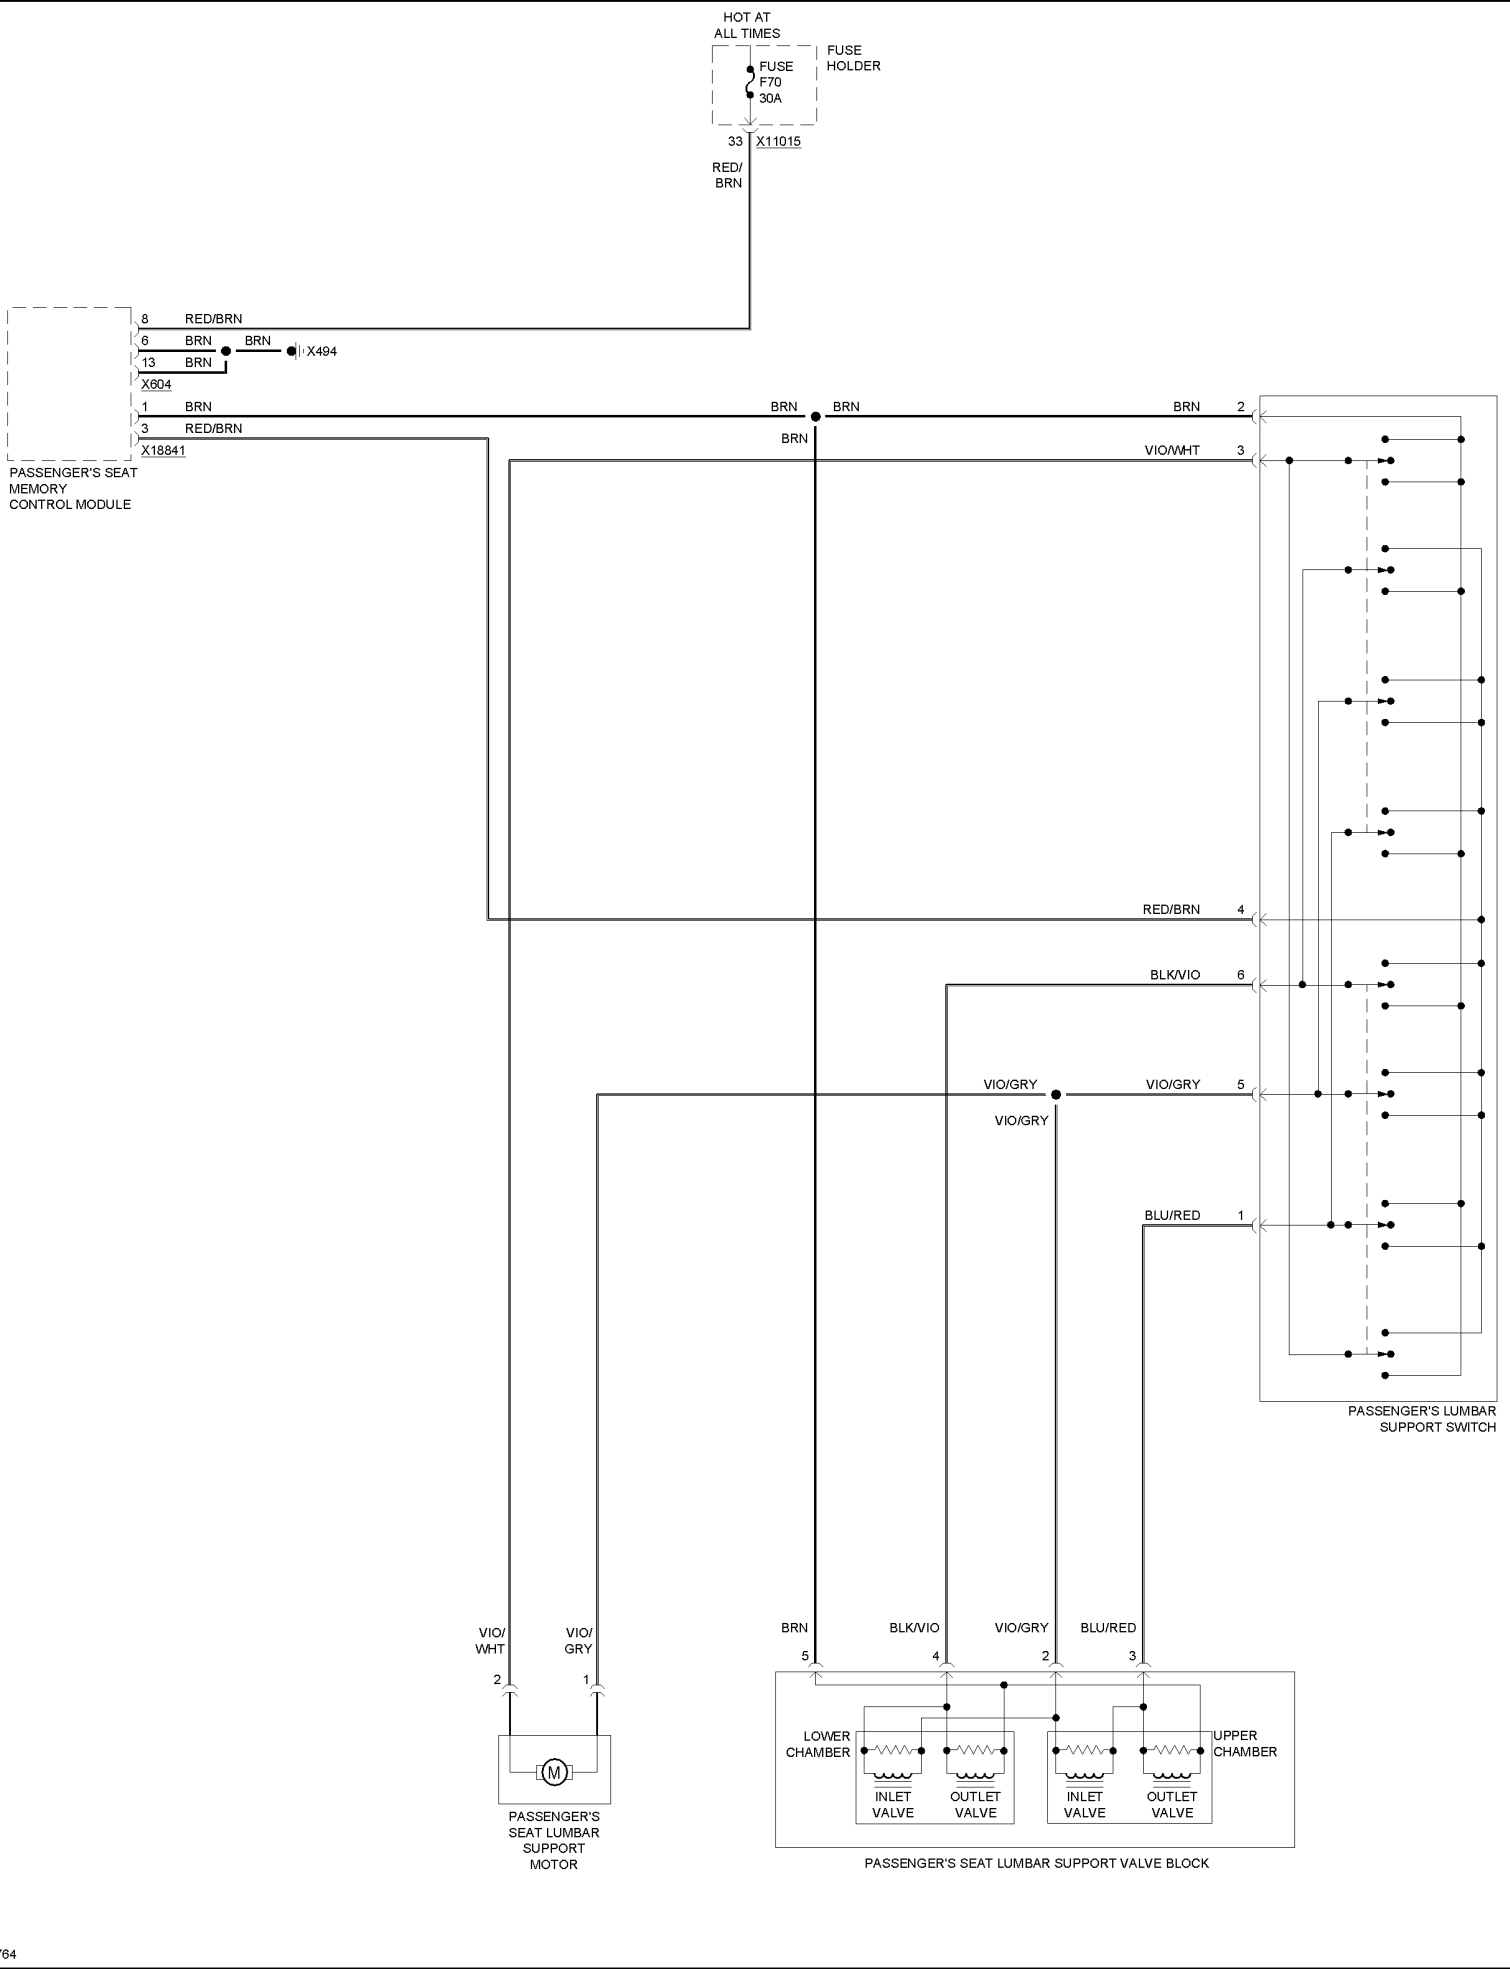 HOT AT
ALL TIMES
FUSE
HOLDER
FUSE
F70
30A
33 X11015
RED/
BRN
8 RED/BRN
6 BRN BRN X494
13 BRN
X604
1 BRN BRN BRN BRN 2
3 RED/BRN BRN
X18841 VIO/WHT 3
PASSENGER'S SEAT
MEMORY
CONTROL MODULE
RED/BRN 4
BLK/VIO 6
VIO/GRY VIO/GRY 5
VIO/GRY
BLU/RED 1
PASSENGER'S LUMBAR
SUPPORT SWITCH
BRN BLK/VIO VIO/GRY BLU/RED
VIO/
WHT
VIO/
GRY
5 4 2 3
2 1
LOWER
CHAMBER
UPPER
CHAMBER
M
INLET
VALVE
OUTLET
VALVE
INLET
VALVE
OUTLET
VALVE
PASSENGER'S
SEAT LUMBAR
SUPPORT
MOTOR
PASSENGER'S SEAT LUMBAR SUPPORT VALVE BLOCK
764